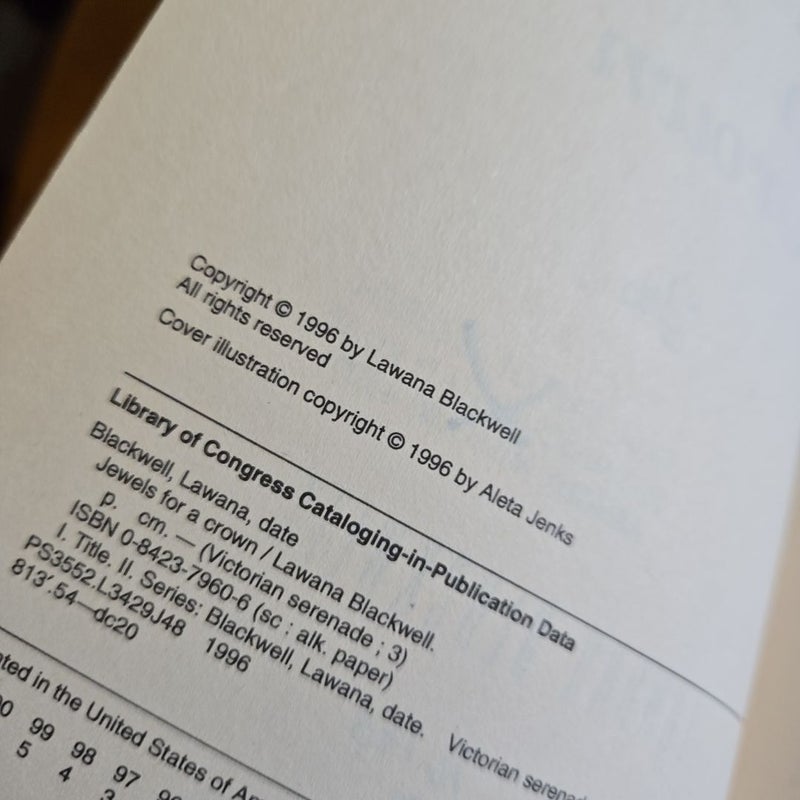 Copyright © 1996 by Lawana Blackwell
All rights reserved
Cover illustration copyright © 1996 by Aleta Jenks
Library of Congress Cataloging-in-Publication Data
Blackwell, Lawana, date
Jewels for a crown / Lawana Blackwell.
p. cm. — (Victorian serenade ; 3)
ISBN 0-8423-7960-6 (sc : alk. paper)
I. Title. II. Series: Blackwell, Lawana, date. Victorian
PS3552.L3429J48 1996
813′.54—dc20
in the United States of
99 98 97
5 4 3